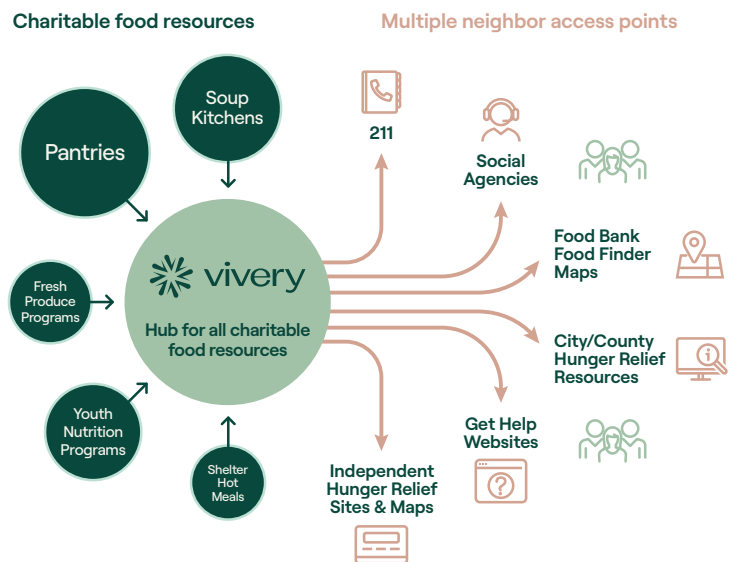 Charitable food resources
Multiple neighbor access points
Soup
Kitchens
Pantries
Fresh
Produce
Programs
Youth
Nutrition
Programs
Shelter
Hot
Meals
vivery
Hub for all charitable
food resources
211
Social
Agencies
Food Bank
Food Finder
Maps
City/County
Hunger Relief
Resources
Get Help
Websites
Independent
Hunger Relief
Sites & Maps